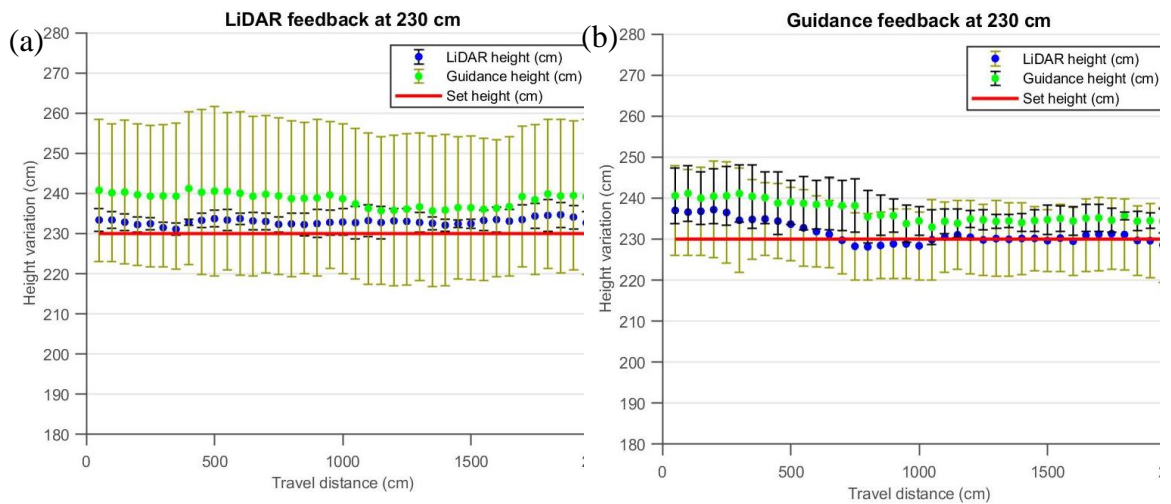 (a)
LiDAR feedback at 230 cm
LiDAR height (cm)
Guidance height (cm)
Set height (cm)
Height variation (cm)
280
270
260
250
240
230
220
210
200
190
180
0
500
1000
1500
2
Travel distance (cm)
(b)
Guidance feedback at 230 cm
LiDAR height (cm)
Guidance height (cm)
Set height (cm)
Height variation (cm)
280
270
260
250
240
230
220
210
200
190
180
0
500
1000
1500
2
Travel distance (cm)